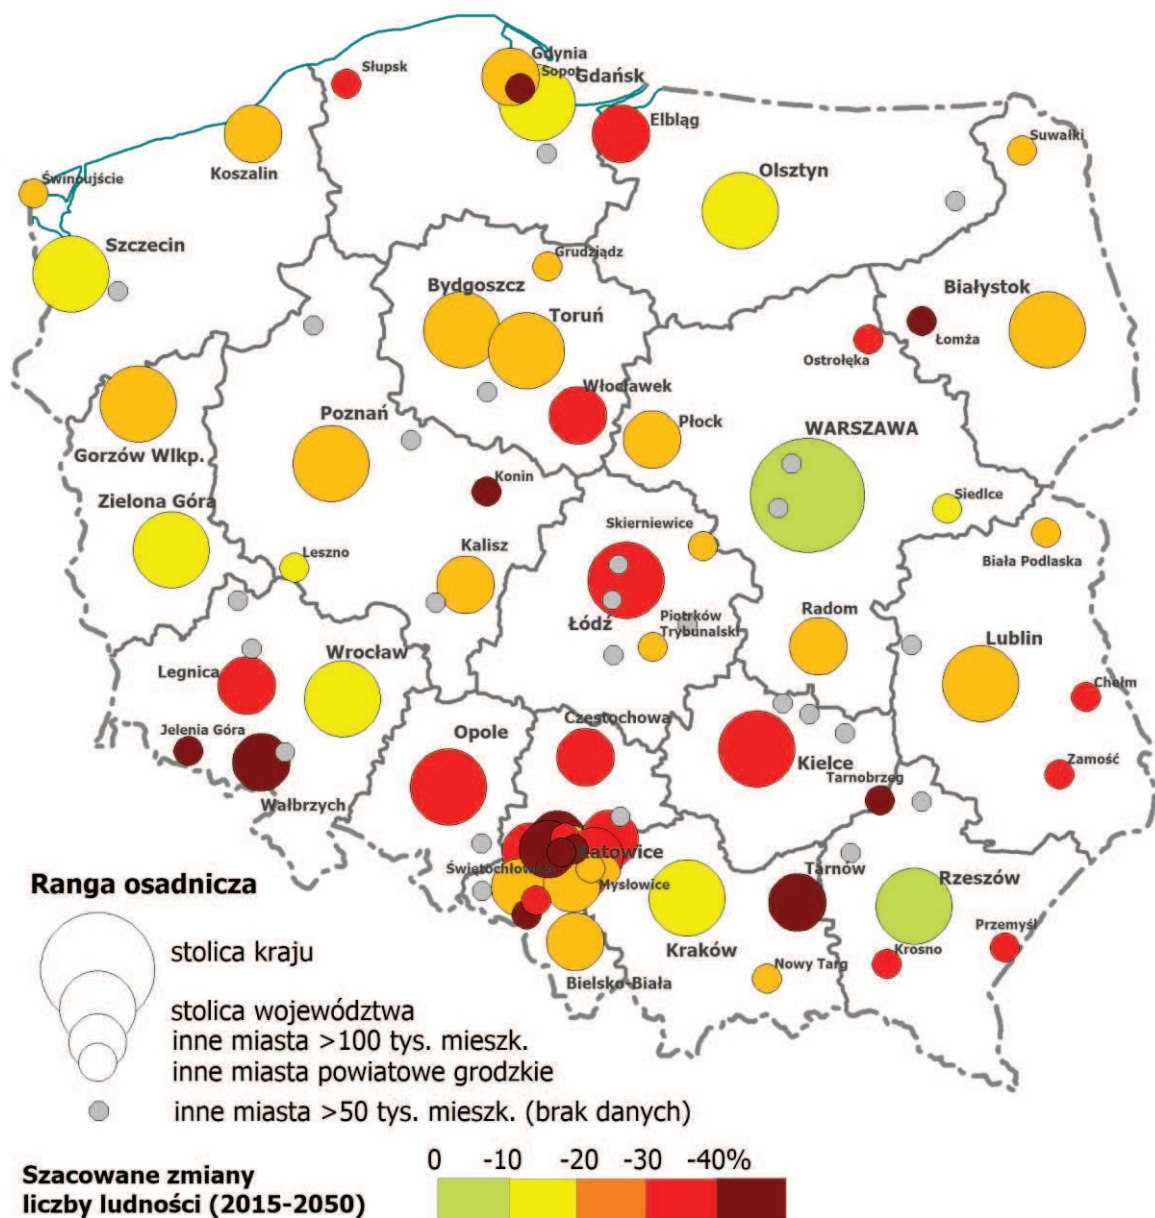 Gdynia
Słupsk
Sopot
Gdańsk
Elbląg
Suwałki
Koszalin
Olsztyn
Świnoujście
Szczecin
Grudziądz
Bydgoszcz
Białystok
Toruń
Łomża
Ostrołęka
Włocławek
Poznań
Płock
WARSZAWA
Gorzów Wlkp.
Konin
Zielona Góra
Siedlce
Skierniewice
Leszno
Kalisz
Biała Podlaska
Piotrków
Trybunalski
Radom
Łódź
Lublin
Wrocław
Legnica
Chełm
Częstochowa
Jelenia Góra
Opole
Kielce
Zamość
Tarnobrzeg
Wałbrzych
Katowice
Świętochłowice
Tarnów
Mysłowice
Rzeszów
Ranga osadnicza
Przemyśl
Kraków
Krosno
stolica kraju
Nowy Targ
Bielsko-Biała
stolica województwa
inne miasta >100 tys. mieszk.
inne miasta powiatowe grodzkie
inne miasta >50 tys. mieszk. (brak danych)
0 -10 -20 -30 -40%
Szacowane zmiany
liczby ludności (2015-2050)